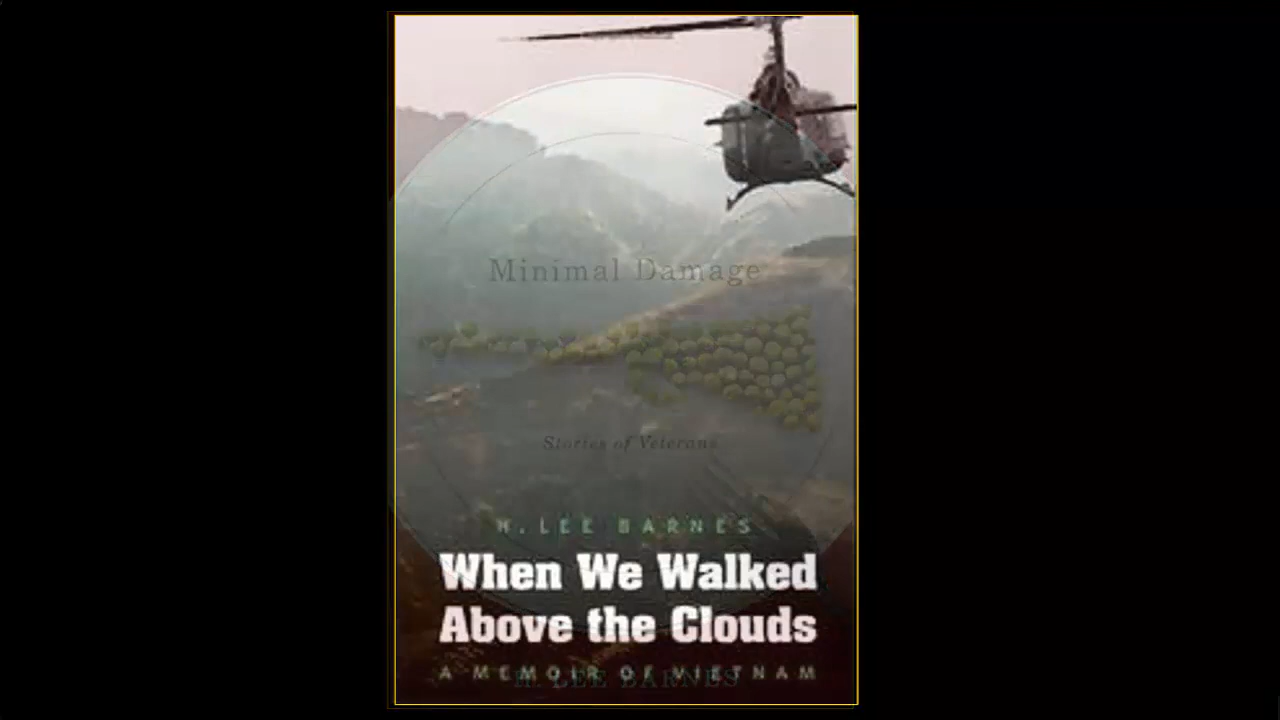 Minimal Damage
Stories of Veterans
H. LEE BARNES
When We Walked
Above the Clouds
A MEMOIR OF VIETNAM
H. LEE BARNES